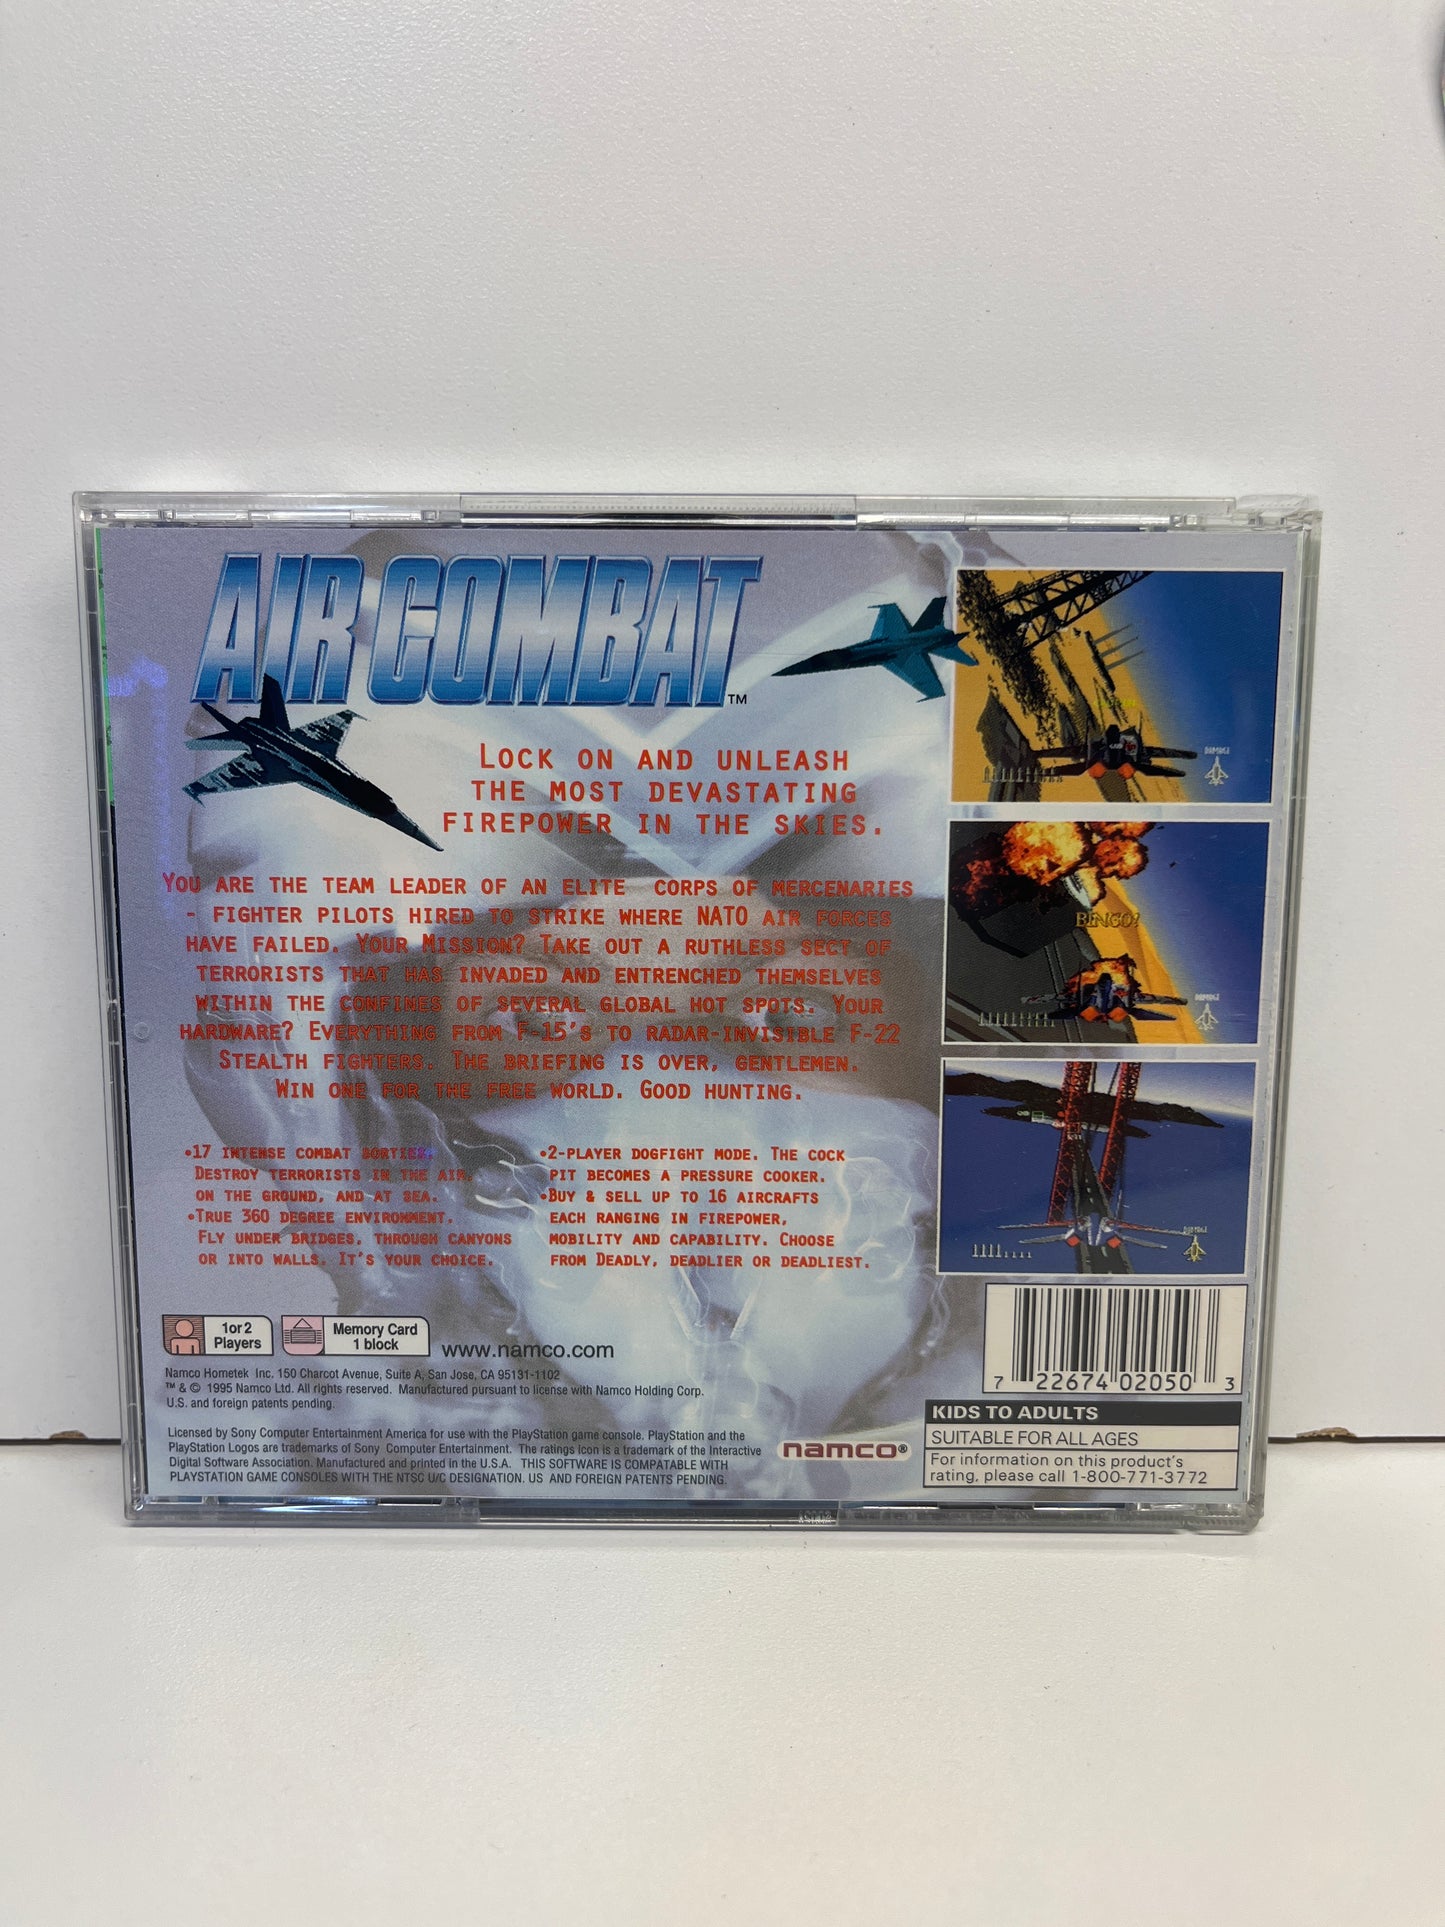 AIR COMBAT™
LOCK ON AND UNLEASH
THE MOST DEVASTATING
FIREPOWER IN THE SKIES.
YOU ARE THE TEAM LEADER OF AN ELITE CORPS OF MERCENARIES
- FIGHTER PILOTS HIRED TO STRIKE WHERE NATO AIR FORCES
HAVE FAILED. YOUR MISSION? TAKE OUT A RUTHLESS SECT OF
TERRORISTS THAT HAS INVADED AND ENTRENCHED THEMSELVES
WITHIN THE CONFINES OF SEVERAL GLOBAL HOT SPOTS. YOUR
HARDWARE? EVERYTHING FROM F-15'S TO RADAR-INVISIBLE F-22
STEALTH FIGHTERS. THE BRIEFING IS OVER, GENTLEMEN.
WIN ONE FOR THE FREE WORLD. GOOD HUNTING.
•17 INTENSE COMBAT SORTIES.
DESTROY TERRORISTS IN THE AIR,
ON THE GROUND, AND AT SEA.
•TRUE 360 DEGREE ENVIRONMENT.
FLY UNDER BRIDGES, THROUGH CANYONS
OR INTO WALLS. IT'S YOUR CHOICE.
•2-PLAYER DOGFIGHT MODE. THE COCK
PIT BECOMES A PRESSURE COOKER.
•BUY & SELL UP TO 16 AIRCRAFTS
EACH RANGING IN FIREPOWER,
MOBILITY AND CAPABILITY. CHOOSE
FROM DEADLY, DEADLIER OR DEADLIEST.
DAMAGE
BINGO!
DAMAGE
DAMAGE
1 or 2
Players
Memory Card
1 block
www.namco.com
Namco Hometek Inc. 150 Charcot Avenue, Suite A, San Jose, CA 95131-1102
™ & © 1995 Namco Ltd. All rights reserved. Manufactured pursuant to license with Namco Holding Corp.
U.S. and foreign patents pending.
Licensed by Sony Computer Entertainment America for use with the PlayStation game console. PlayStation and the
PlayStation Logos are trademarks of Sony Computer Entertainment. The ratings icon is a trademark of the Interactive
Digital Software Association. Manufactured and printed in the U.S.A. THIS SOFTWARE IS COMPATABLE WITH
PLAYSTATION GAME CONSOLES WITH THE NTSC U/C DESIGNATION. US AND FOREIGN PATENTS PENDING.
namco®
7 22674 02050 3
KIDS TO ADULTS
SUITABLE FOR ALL AGES
For information on this product's
rating, please call 1-800-771-3772